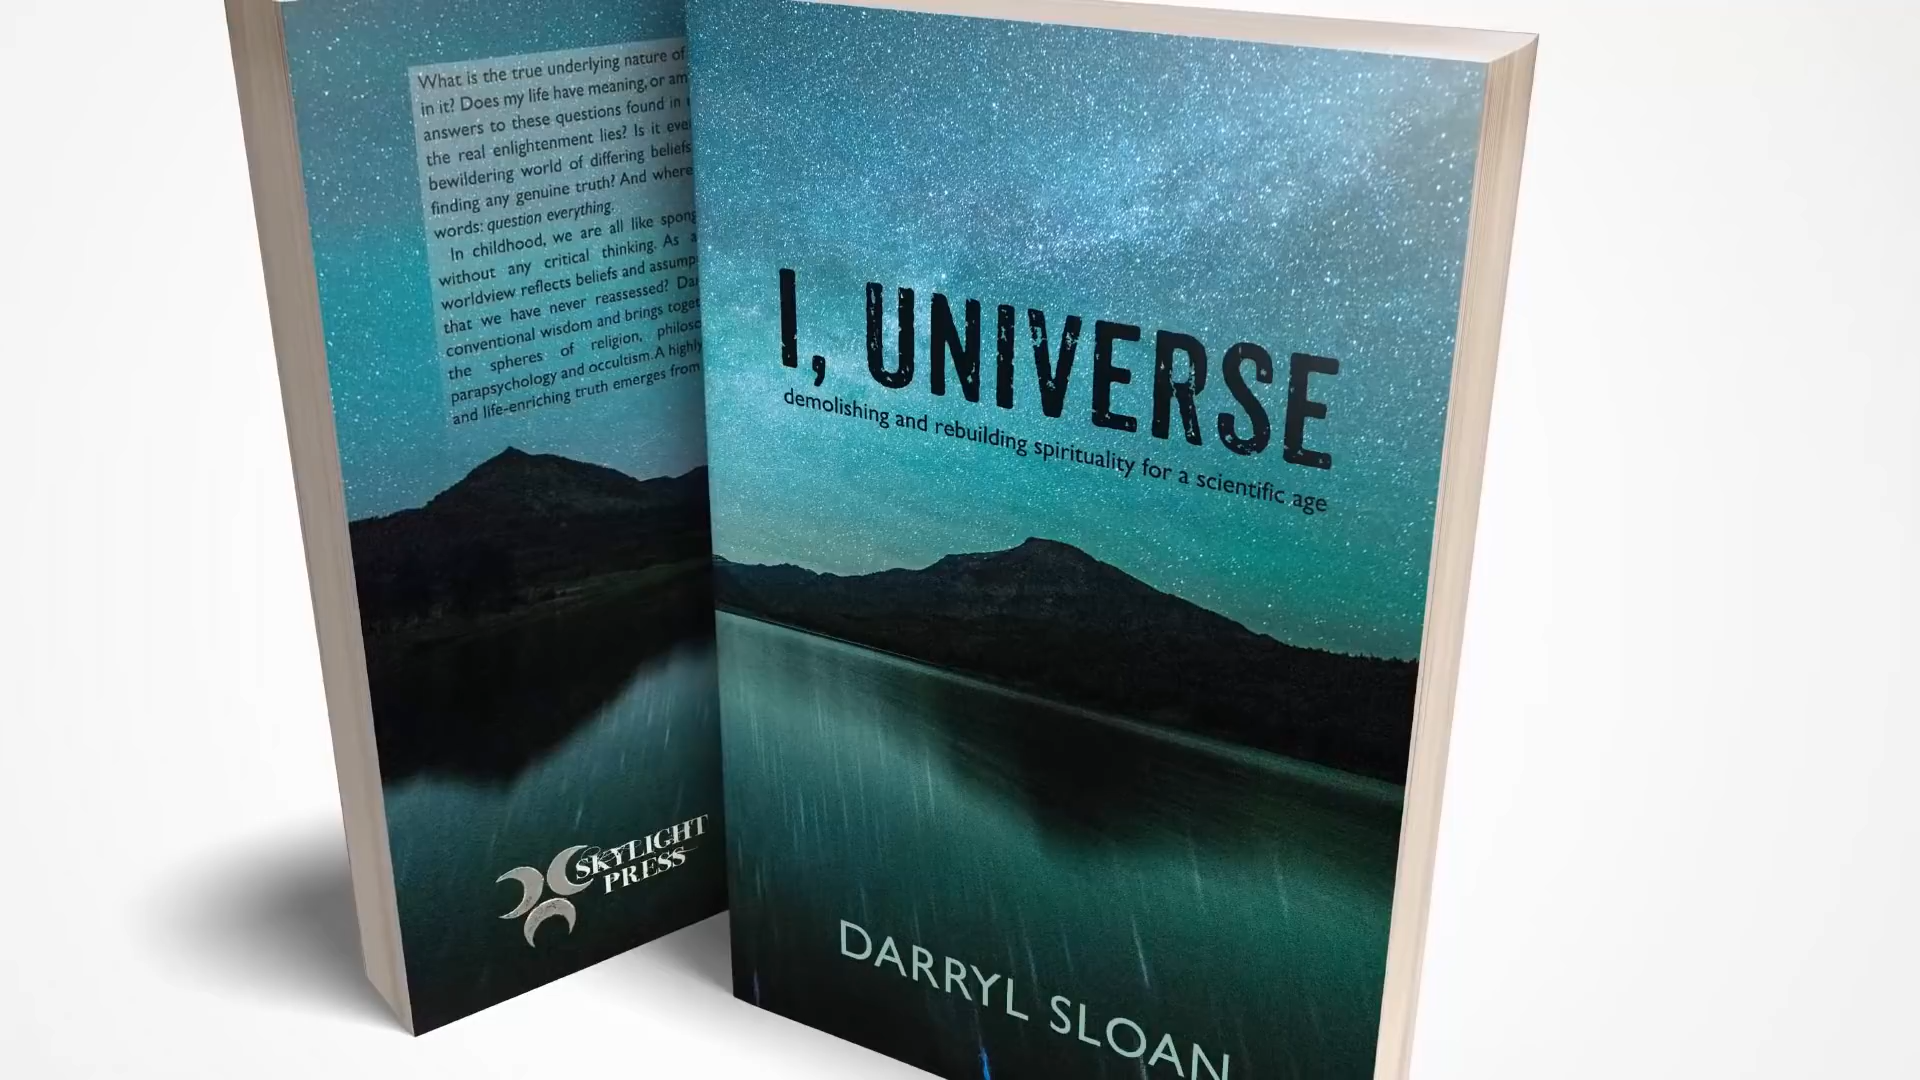 What is the true underlying nature of
in it? Does my life have meaning, or am
answers to these questions found in
the real enlightenment lies? Is it
bewildering world of differing beliefs
finding any genuine truth? And where
words: question everything.
In childhood, we are all like
without any critical thinking. As a
worldview reflects beliefs and
that we have never reassessed?
conventional wisdom and brings
the spheres of religion,
parapsychology and occultism. A highly
and life-enriching truth emerges from
SKYLIGHT
PRESS
I, UNIVERSE
demolishing and rebuilding spirituality for a scientific age
DARRYL SLOAN